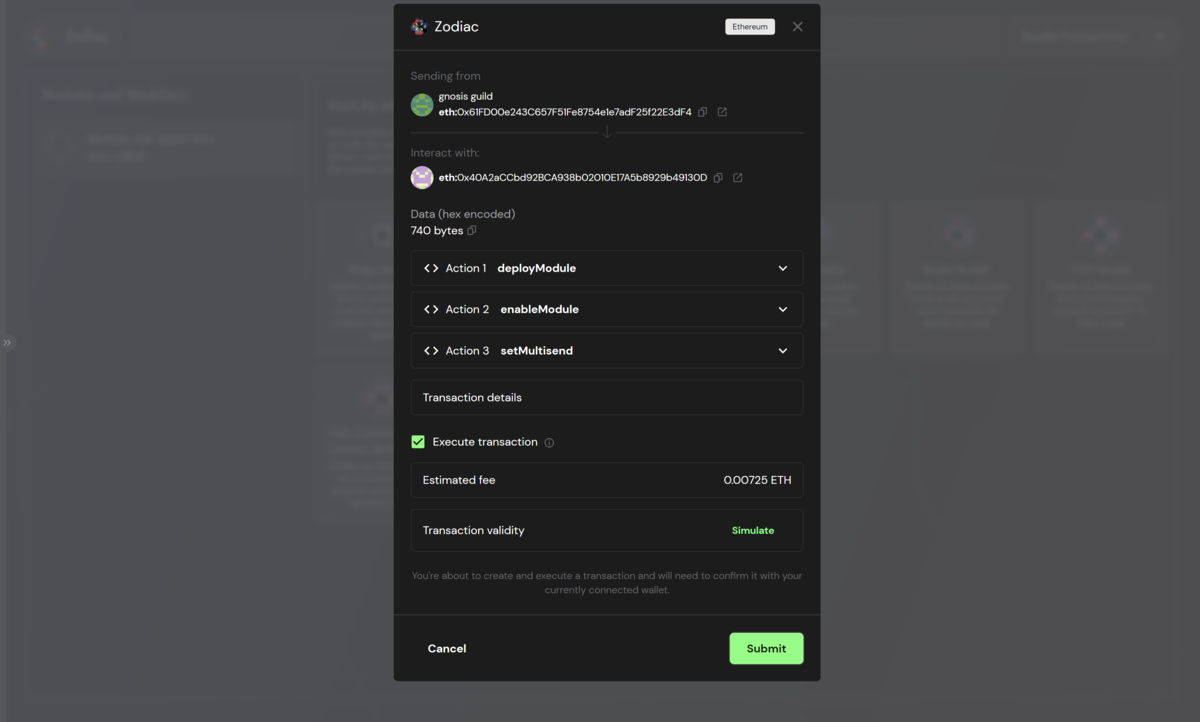 Zodiac
Ethereum
Sending from
gnosis guild
eth:0x61FD00e243C657F51Fe8754e1e7adF25f22E3dF4
Interact with:
eth:0x40A2aCCbd92BCA938b02010E17A5b8929b49130D
Data (hex encoded)
740 bytes
Action 1 deployModule
Action 2 enableModule
Action 3 setMultisend
Transaction details
Execute transaction
Estimated fee 0.00725 ETH
Transaction validity Simulate
You're about to create and execute a transaction and will need to confirm it with your
currently connected wallet.
Cancel
Submit